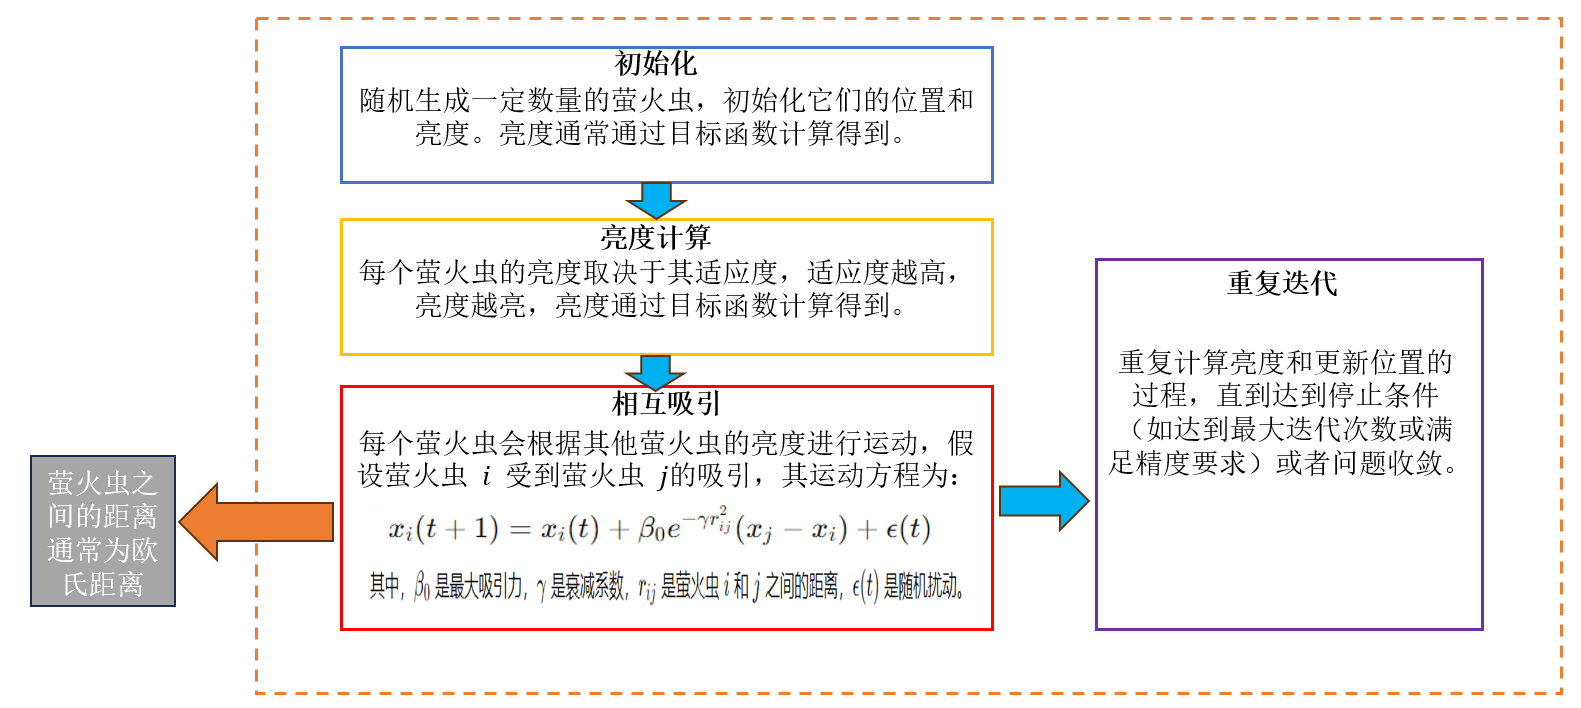 初始化
随机生成一定数量的萤火虫，初始化它们的位置和
亮度。亮度通常通过目标函数计算得到。
亮度计算
每个萤火虫的亮度取决于其适应度，适应度越高，
亮度越亮，亮度通过目标函数计算得到。
相互吸引
每个萤火虫会根据其他萤火虫的亮度进行运动，假
设萤火虫 i 受到萤火虫 j的吸引，其运动方程为：
$x_i(t+1) = x_i(t) + \beta_0 e^{-\gamma r_{ij}^2}(x_j - x_i) + \epsilon(t)$
其中，$\beta_0$ 是最大吸引力，$\gamma$ 是衰减系数，$r_{ij}$ 是萤火虫 $i$ 和 $j$ 之间的距离，$\epsilon(t)$ 是随机扰动。
萤火虫之
间的距离
通常为欧
氏距离
重复迭代
重复计算亮度和更新位置的
过程，直到达到停止条件
（如达到最大迭代次数或满
足精度要求）或者问题收敛。